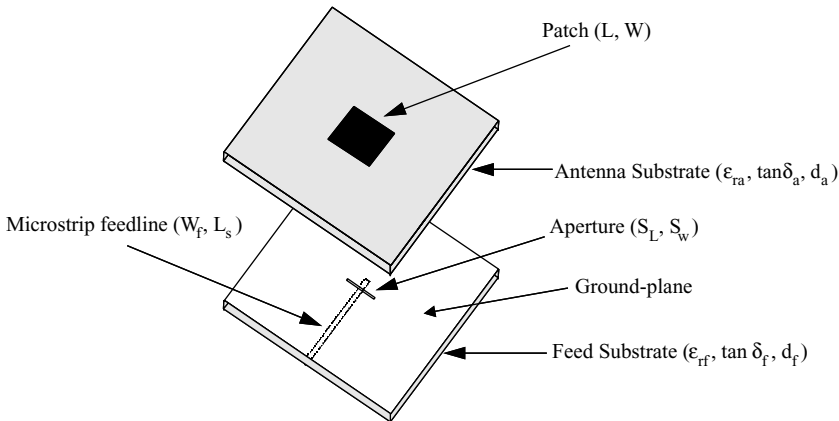 Patch (L, W)
Antenna Substrate (εra, tanδa, da)
Microstrip feedline (Wf, Ls)
Aperture (SL, Sw)
Ground-plane
Feed Substrate (εrf, tan δf, df)